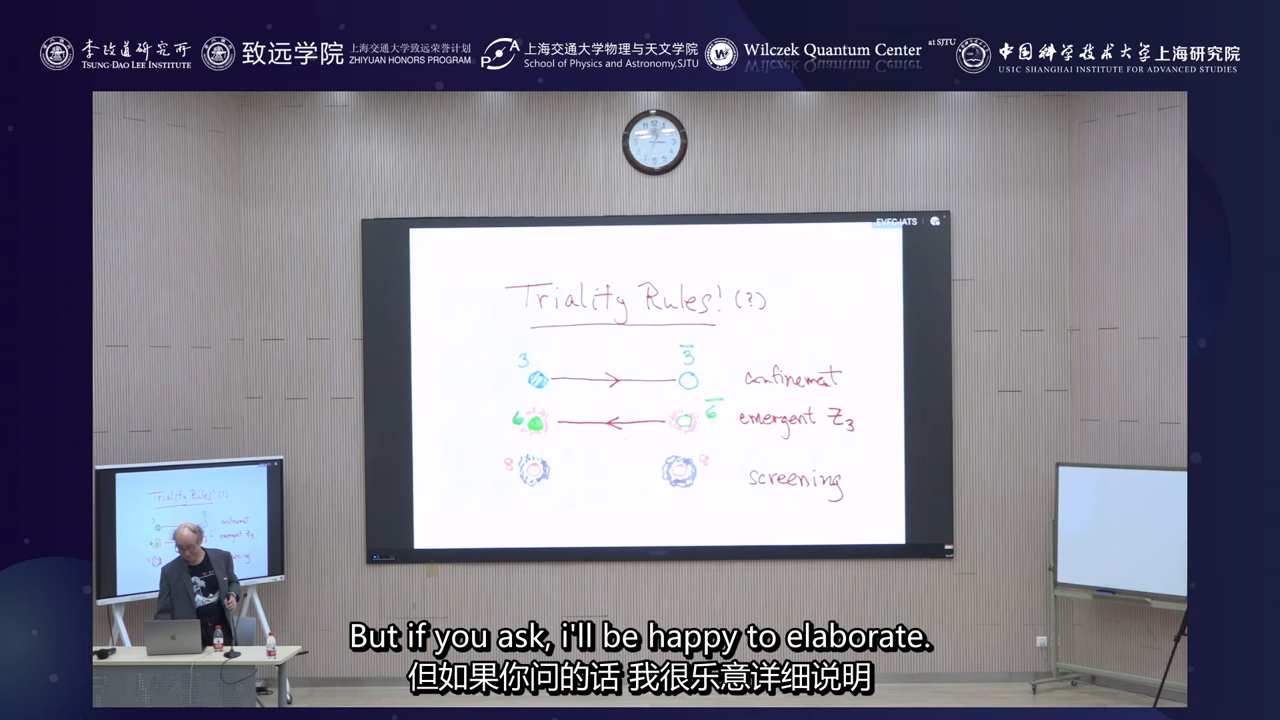 李政道研究所
TSUNG-DAO LEE INSTITUTE
致远学院
上海交通大学致远荣誉计划
ZHIYUAN HONORS PROGRAM
PA
上海交通大学物理与天文学院
School of Physics and Astronomy,SJTU
W
Wilczek Quantum Center
at SJTU
中国科学技术大学上海研究院
USTC SHANGHAI INSTITUTE FOR ADVANCED STUDIES
EVFC-IATS
Triality Rules! (?)
3 3̅ confinement
6 6̅ emergent Z₃
8 8 screening
Triality Rules! (?)
But if you ask, i'll be happy to elaborate.
但如果你问的话 我很乐意详细说明